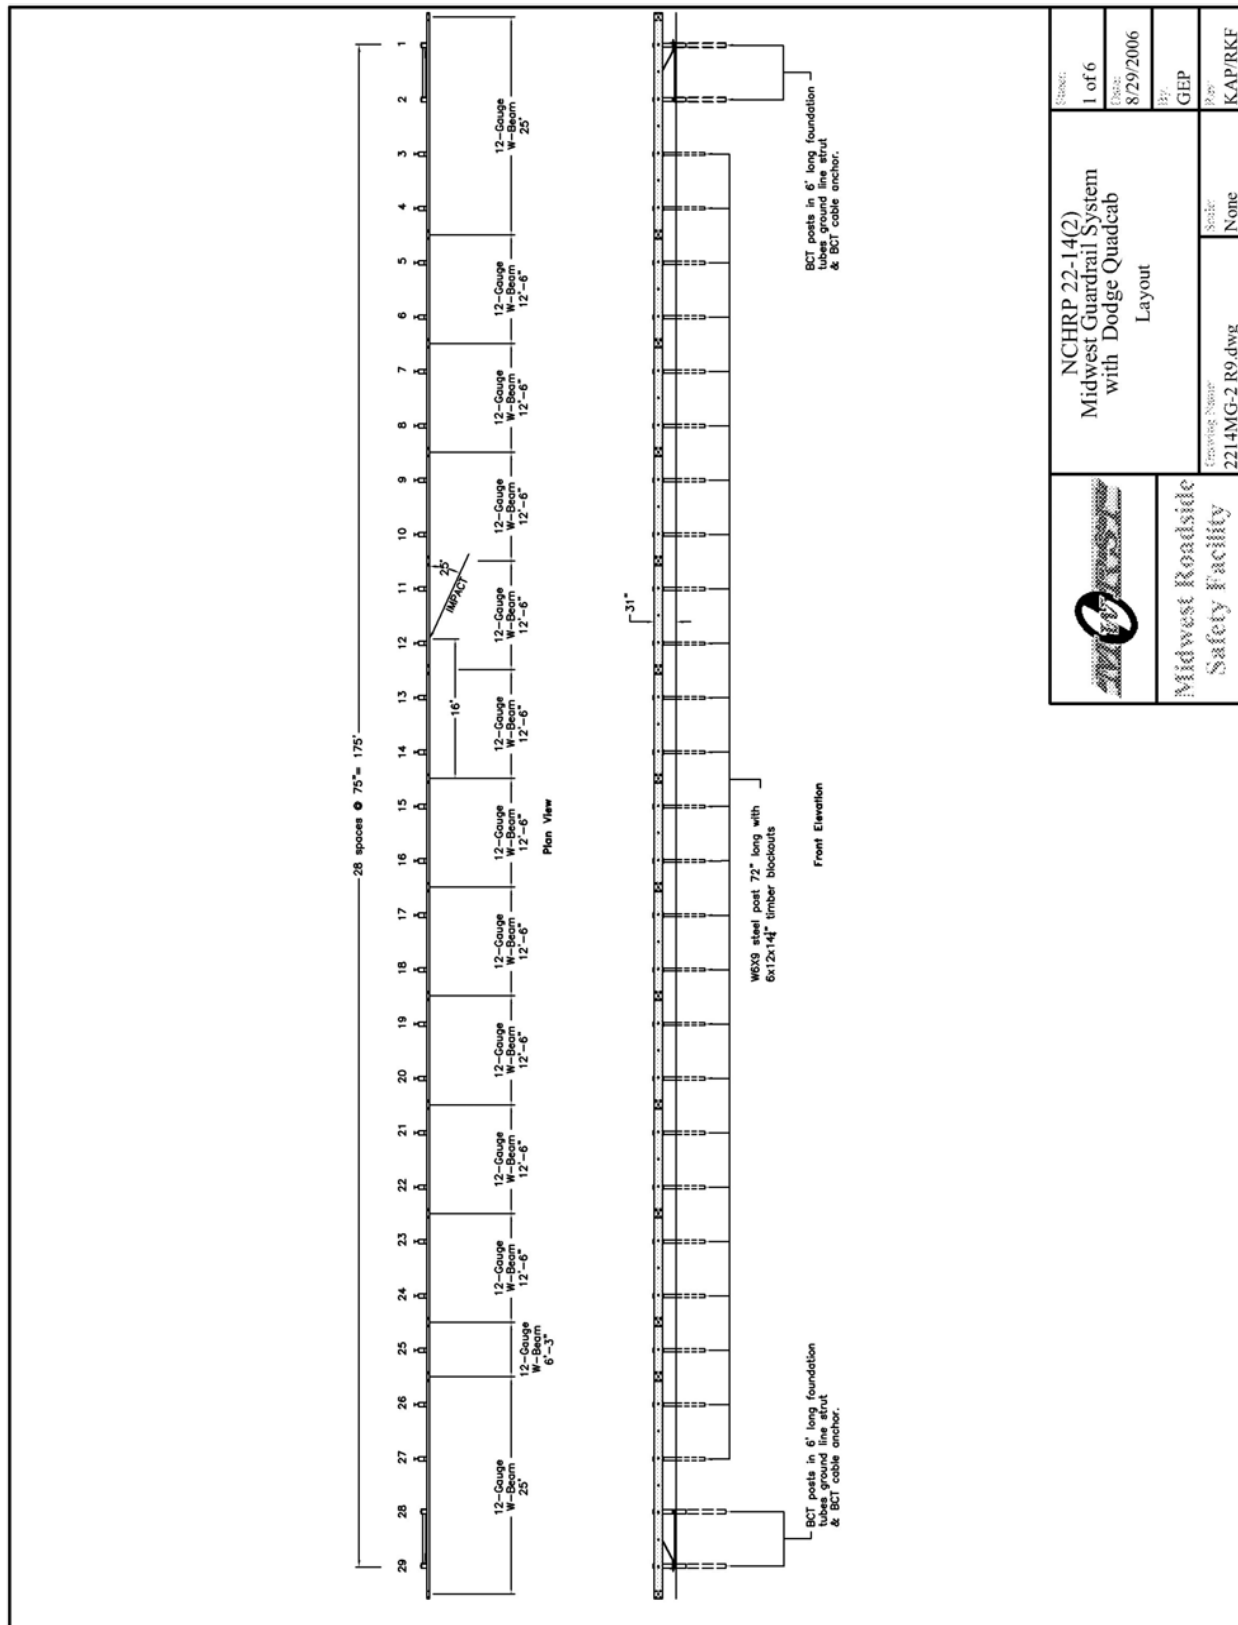 28 spaces @ 75"= 175'
29
28
27
26
25
24
23
22
21
20
19
18
17
16
15
14
13
12
11
10
9
8
7
6
5
4
3
2
1
16'
IMPACT
25°
12-Gauge
W-Beam
25'
12-Gauge
W-Beam
6'-3"
12-Gauge
W-Beam
12'-6"
12-Gauge
W-Beam
12'-6"
12-Gauge
W-Beam
12'-6"
12-Gauge
W-Beam
12'-6"
12-Gauge
W-Beam
12'-6"
12-Gauge
W-Beam
12'-6"
12-Gauge
W-Beam
12'-6"
12-Gauge
W-Beam
12'-6"
12-Gauge
W-Beam
12'-6"
12-Gauge
W-Beam
12'-6"
12-Gauge
W-Beam
25'
Plan View
31"
W6X9 steel post 72" long with
6x12x14¼" timber blockouts
BCT posts in 6' long foundation
tubes ground line strut
& BCT cable anchor.
BCT posts in 6' long foundation
tubes ground line strut
& BCT cable anchor.
Front Elevation
MWRSF
Midwest Roadside
Safety Facility
NCHRP 22-14(2)
Midwest Guardrail System
with Dodge Quadcab
Layout
Drawing Name:
2214MG-2 R9.dwg
Scale:
None
Sheet:
1 of 6
Date:
8/29/2006
By:
GEP
Rev:
KAP/RKF